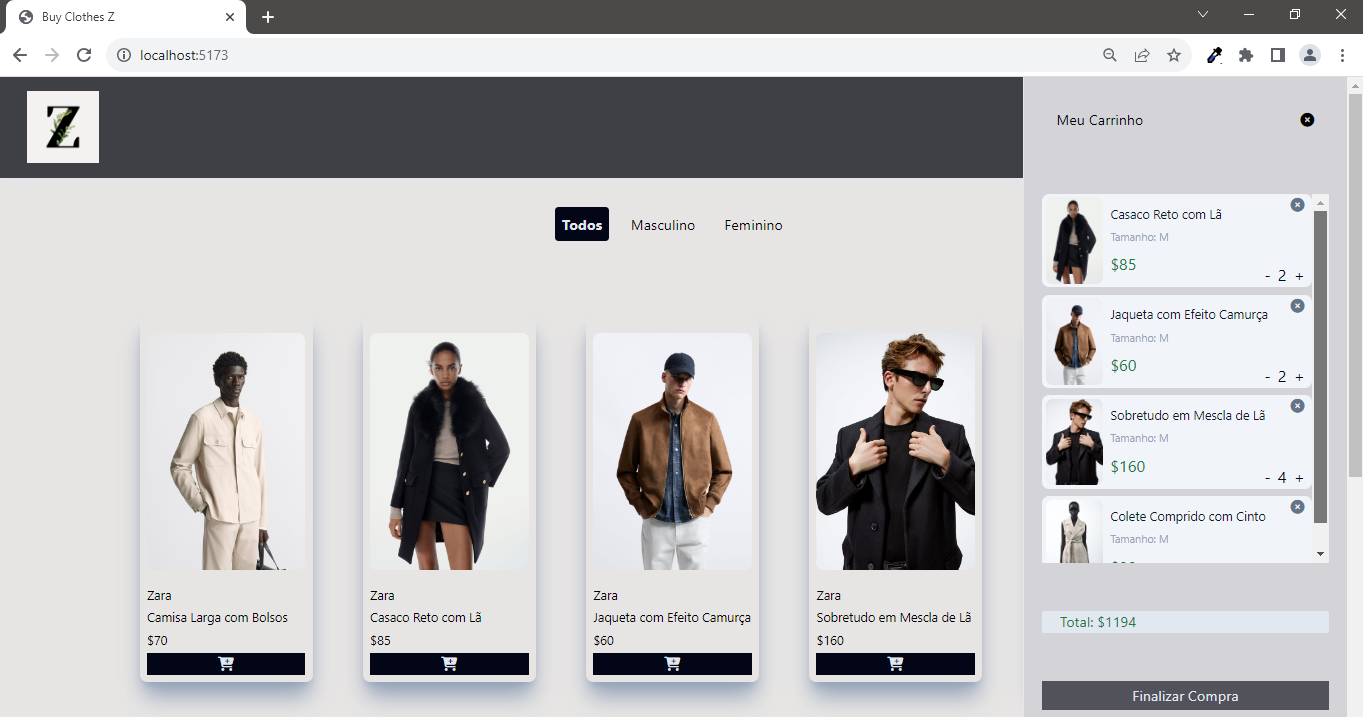 Buy Clothes Z
localhost:5173
Z
Meu Carrinho
Todos Masculino Feminino
Casaco Reto com Lã
Tamanho: M
$85
- 2 +
Jaqueta com Efeito Camurça
Tamanho: M
$60
- 2 +
Sobretudo em Mescla de Lã
Tamanho: M
$160
- 4 +
Colete Comprido com Cinto
Tamanho: M
Total: $1194
Finalizar Compra
Zara
Camisa Larga com Bolsos
$70
Zara
Casaco Reto com Lã
$85
Zara
Jaqueta com Efeito Camurça
$60
Zara
Sobretudo em Mescla de Lã
$160